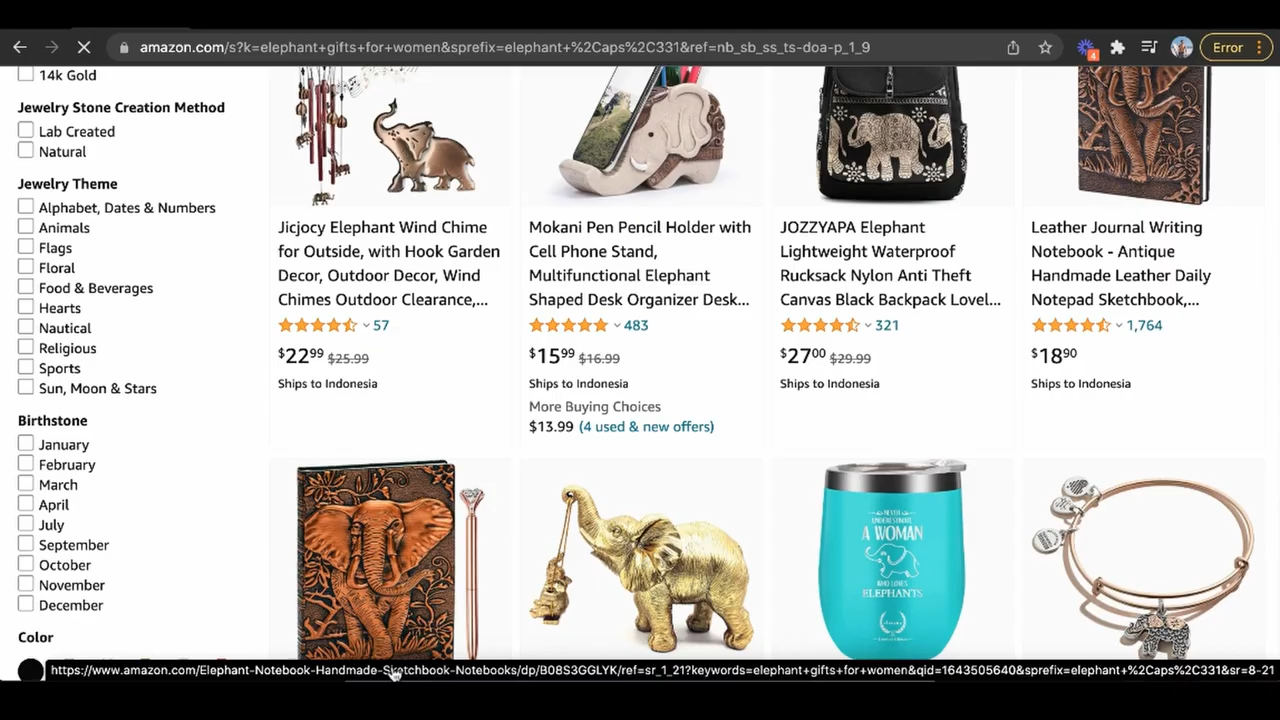 amazon.com/s?k=elephant+gifts+for+women&sprefix=elephant+%2Caps%2C331&ref=nb_sb_ss_ts-doa-p_1_9
4
Error
14k Gold
Jewelry Stone Creation Method
Lab Created
Natural
Jewelry Theme
Alphabet, Dates & Numbers
Animals
Flags
Floral
Food & Beverages
Hearts
Nautical
Religious
Sports
Sun, Moon & Stars
Birthstone
January
February
March
April
July
September
October
November
December
Color
Jicjocy Elephant Wind Chime
for Outside, with Hook Garden
Decor, Outdoor Decor, Wind
Chimes Outdoor Clearance,...
57
$22.99 $25.99
Ships to Indonesia
Mokani Pen Pencil Holder with
Cell Phone Stand,
Multifunctional Elephant
Shaped Desk Organizer Desk...
483
$15.99 $16.99
Ships to Indonesia
More Buying Choices
$13.99 (4 used & new offers)
JOZZYAPA Elephant
Lightweight Waterproof
Rucksack Nylon Anti Theft
Canvas Black Backpack Lovel...
321
$27.00 $29.99
Ships to Indonesia
Leather Journal Writing
Notebook - Antique
Handmade Leather Daily
Notepad Sketchbook,...
1,764
$18.90
Ships to Indonesia
NEVER
UNDERESTIMATE
A WOMAN
WHO LOVES
ELEPHANTS
https://www.amazon.com/Elephant-Notebook-Handmade-Sketchbook-Notebooks/dp/B08S3GGLYK/ref=sr_1_21?keywords=elephant+gifts+for+women&qid=1643505640&sprefix=elephant+%2Caps%2C331&sr=8-21